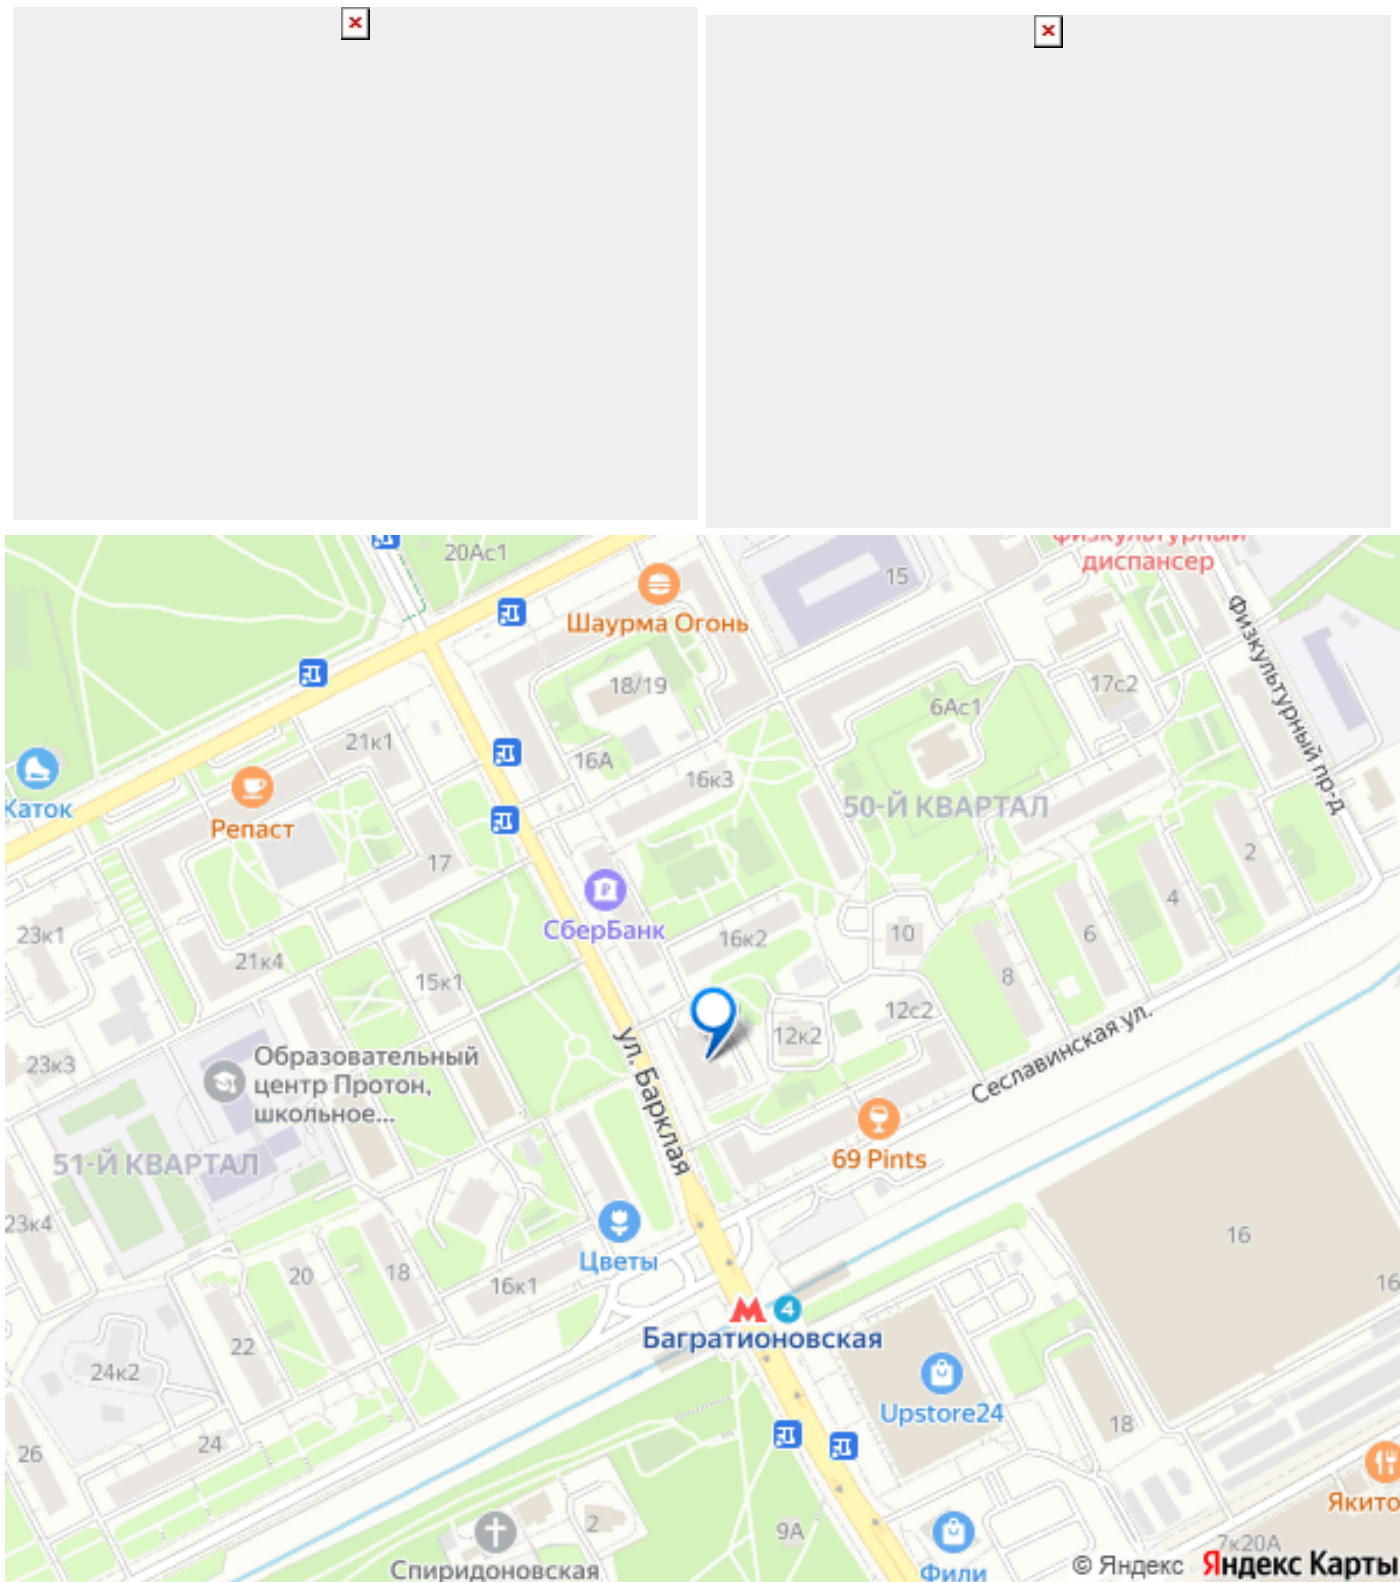 20Ас1
15
физкультурный
диспансер
Шаурма Огонь
Физкультурный пр-д
18/19
17с2
6Ас1
21к1
16А
16к3
Каток
50-Й КВАРТАЛ
Репаст
17
2
4
СберБанк
23к1
16к2
10
6
21к4
8
15к1
12с2
ул. Барклая
12к2
Сеславинская ул.
23к3
Образовательный
центр Протон,
школьное...
51-Й КВАРТАЛ
69 Pints
23к4
16
Цветы
20
18
16к1
16
М 4
Багратионовская
22
24к2
Upstore24
18
24
26
Якито
2
9А
7к20А
Спиридоновская
Фили
© Яндекс Яндекс Карты